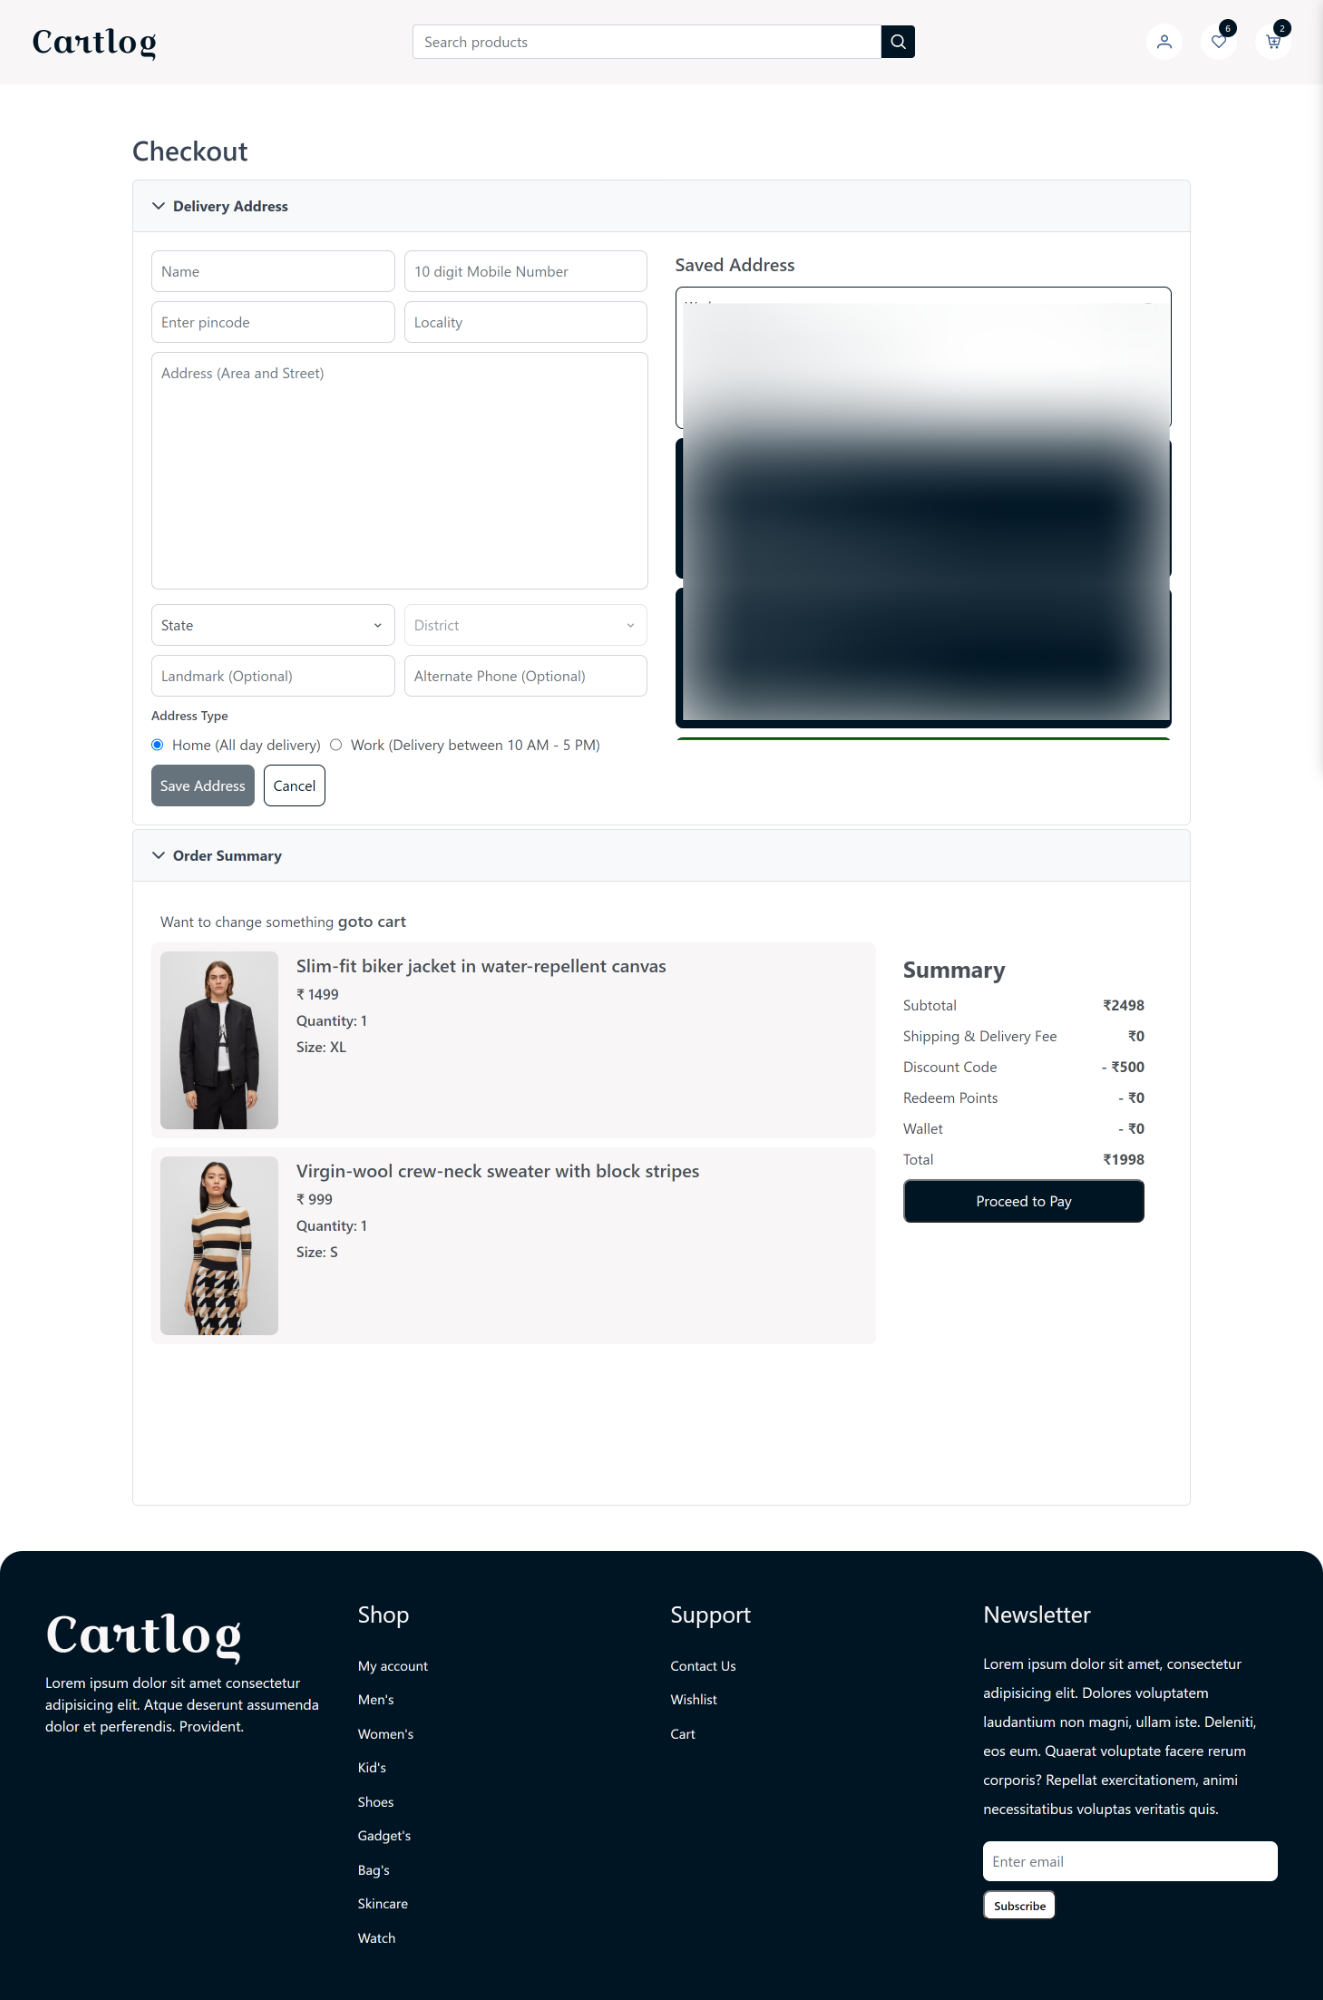 Cartlog
Search products
6
2
Checkout
Delivery Address
Name
10 digit Mobile Number
Enter pincode
Locality
Address (Area and Street)
State
District
Landmark (Optional)
Alternate Phone (Optional)
Address Type
Home (All day delivery)
Work (Delivery between 10 AM - 5 PM)
Save Address
Cancel
Saved Address
Order Summary
Want to change something goto cart
Slim-fit biker jacket in water-repellent canvas
₹ 1499
Quantity: 1
Size: XL
Virgin-wool crew-neck sweater with block stripes
₹ 999
Quantity: 1
Size: S
Summary
Subtotal ₹2498
Shipping & Delivery Fee ₹0
Discount Code - ₹500
Redeem Points - ₹0
Wallet - ₹0
Total ₹1998
Proceed to Pay
Cartlog
Lorem ipsum dolor sit amet consectetur
adipisicing elit. Atque deserunt assumenda
dolor et perferendis. Provident.
Shop
My account
Men's
Women's
Kid's
Shoes
Gadget's
Bag's
Skincare
Watch
Support
Contact Us
Wishlist
Cart
Newsletter
Lorem ipsum dolor sit amet, consectetur
adipisicing elit. Dolores voluptatem
laudantium non magni, ullam iste. Deleniti,
eos eum. Quaerat voluptate facere rerum
corporis? Repellat exercitationem, animi
necessitatibus voluptas veritatis quis.
Enter email
Subscribe